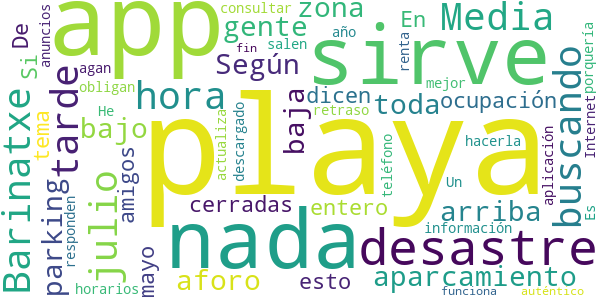 app
sirve
playa
nada
desastre
Barinatxe
tarde
julio
hora
buscando
Media
zona
gente
Según
toda
ocupación
arriba
aparcamiento
parking
bajo
baja
aforo
amigos
mayo
cerradas
entero
esto
dicen
De
Si
tema
En
consultar
salen
año
fin
anuncios
agan
obligan
He
responden
horarios
actualiza
descargado
retraso
teléfono
renta
mejor
hacerla
Un
información
funciona
auténtico
aplicación
Internet
porquería
Es